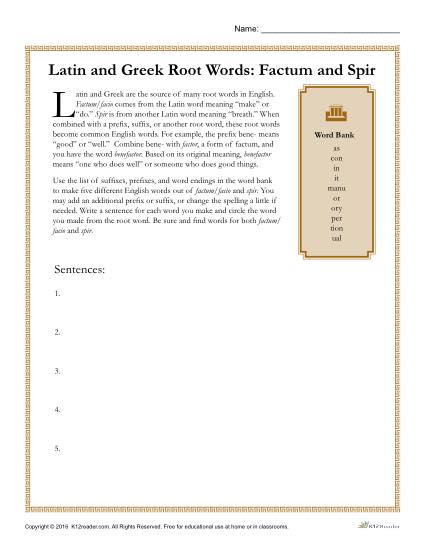 Name:
Latin and Greek Root Words: Factum and Spir
Latin and Greek are the source of many root words in English.
Factum/facio comes from the Latin word meaning “make” or
“do.” Spir is from another Latin word meaning “breath.” When
combined with a prefix, suffix, or another root word, these root words
become common English words. For example, the prefix bene- means
“good” or “well.” Combine bene- with factor, a form of factum, and
you have the word benefactor. Based on its original meaning, benefactor
means “one who does well” or someone who does good things.
Use the list of suffixes, prefixes, and word endings in the word bank
to make five different English words out of factum/facio and spir. You
may add an additional prefix or suffix, or change the spelling a little if
needed. Write a sentence for each word you make and circle the word
you made from the root word. Be sure and find words for both factum/
facio and spir.
Word Bank
as
con
in
it
manu
or
ory
per
tion
ual
Sentences:
1.
2.
3.
4.
5.
Copyright © 2016 K12reader.com. All Rights Reserved. Free for educational use at home or in classrooms.
K12Reader